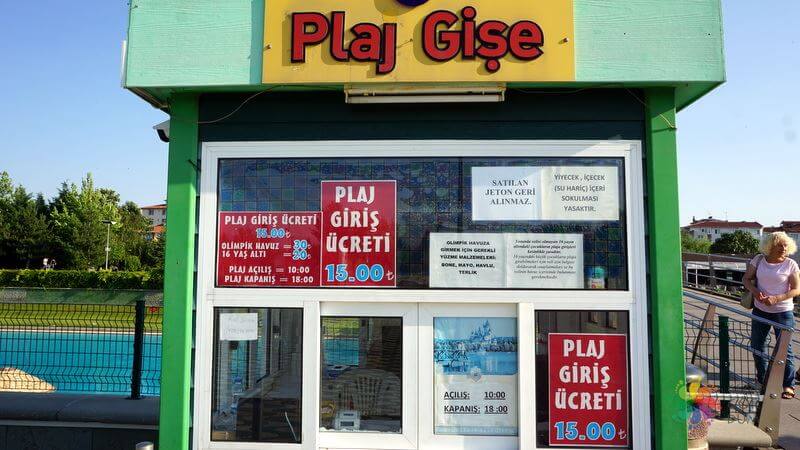 Plaj Gişe
PLAJ GİRİŞ ÜCRETİ
15.00
OLİMPİK HAVUZ = 30 ₺
16 YAŞ ALTI = 20 ₺
PLAJ AÇILIŞ = 10:00
PLAJ KAPANIŞ = 18:00
PLAJ
GİRİŞ
ÜCRETİ
15.00 ₺
SATILAN
JETON GERİ
ALINMAZ.
YİYECEK, İÇECEK
(SU HARİÇ) İÇERİ
SOKULMASI
YASAKTIR.
OLİMPİK HAVUZA
GİRMEK İÇİN GEREKLİ
YÜZME MALZEMELERİ:
BONE, MAYO, HAVLU,
TERLİK
AÇILIŞ: 10:00
KAPANIŞ: 18:00
PLAJ
GİRİŞ
ÜCRETİ
15.00 ₺